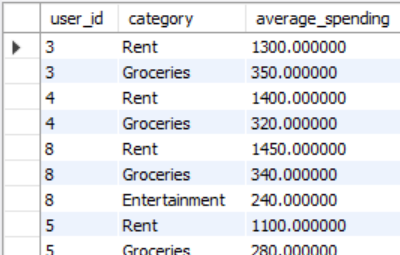 user_id category average_spending
3 Rent 1300.000000
3 Groceries 350.000000
4 Rent 1400.000000
4 Groceries 320.000000
8 Rent 1450.000000
8 Groceries 340.000000
8 Entertainment 240.000000
5 Rent 1100.000000
5 Groceries 280.000000